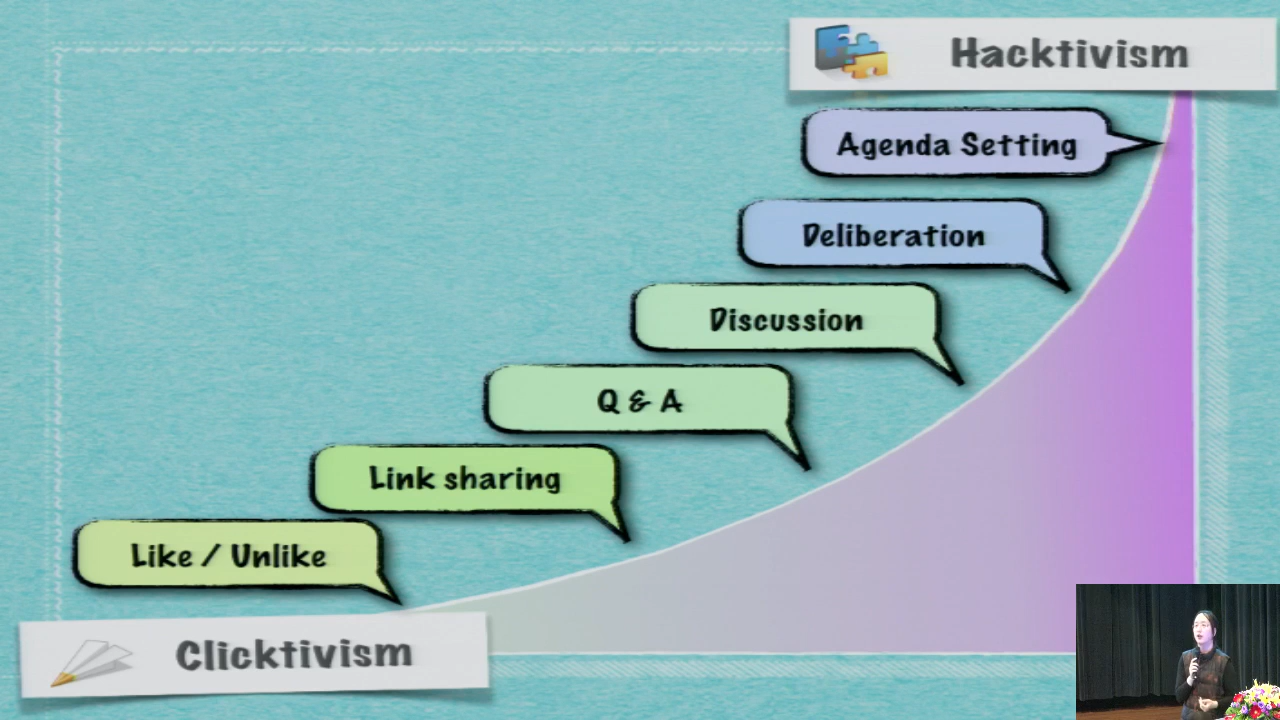 Hacktivism
Agenda Setting
Deliberation
Discussion
Q & A
Link sharing
Like / Unlike
Clicktivism